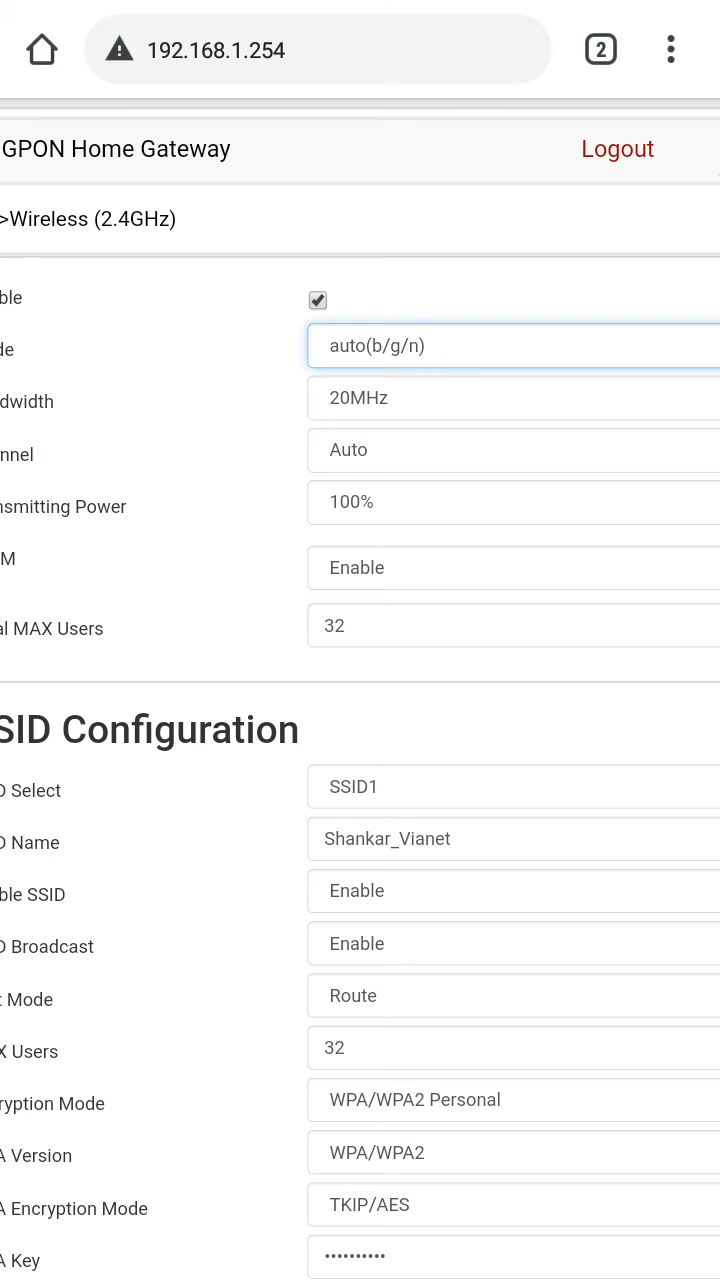 2
192.168.1.254
GPON Home Gateway
Logout
>Wireless (2.4GHz)
ble
de
auto(b/g/n)
dwidth
20MHz
nnel
Auto
nsmitting Power
100%
M
Enable
al MAX Users
32
SID Configuration
D Select
SSID1
D Name
Shankar_Vianet
ble SSID
Enable
D Broadcast
Enable
t Mode
Route
X Users
32
ryption Mode
WPA/WPA2 Personal
A Version
WPA/WPA2
A Encryption Mode
TKIP/AES
A Key
••••••••••